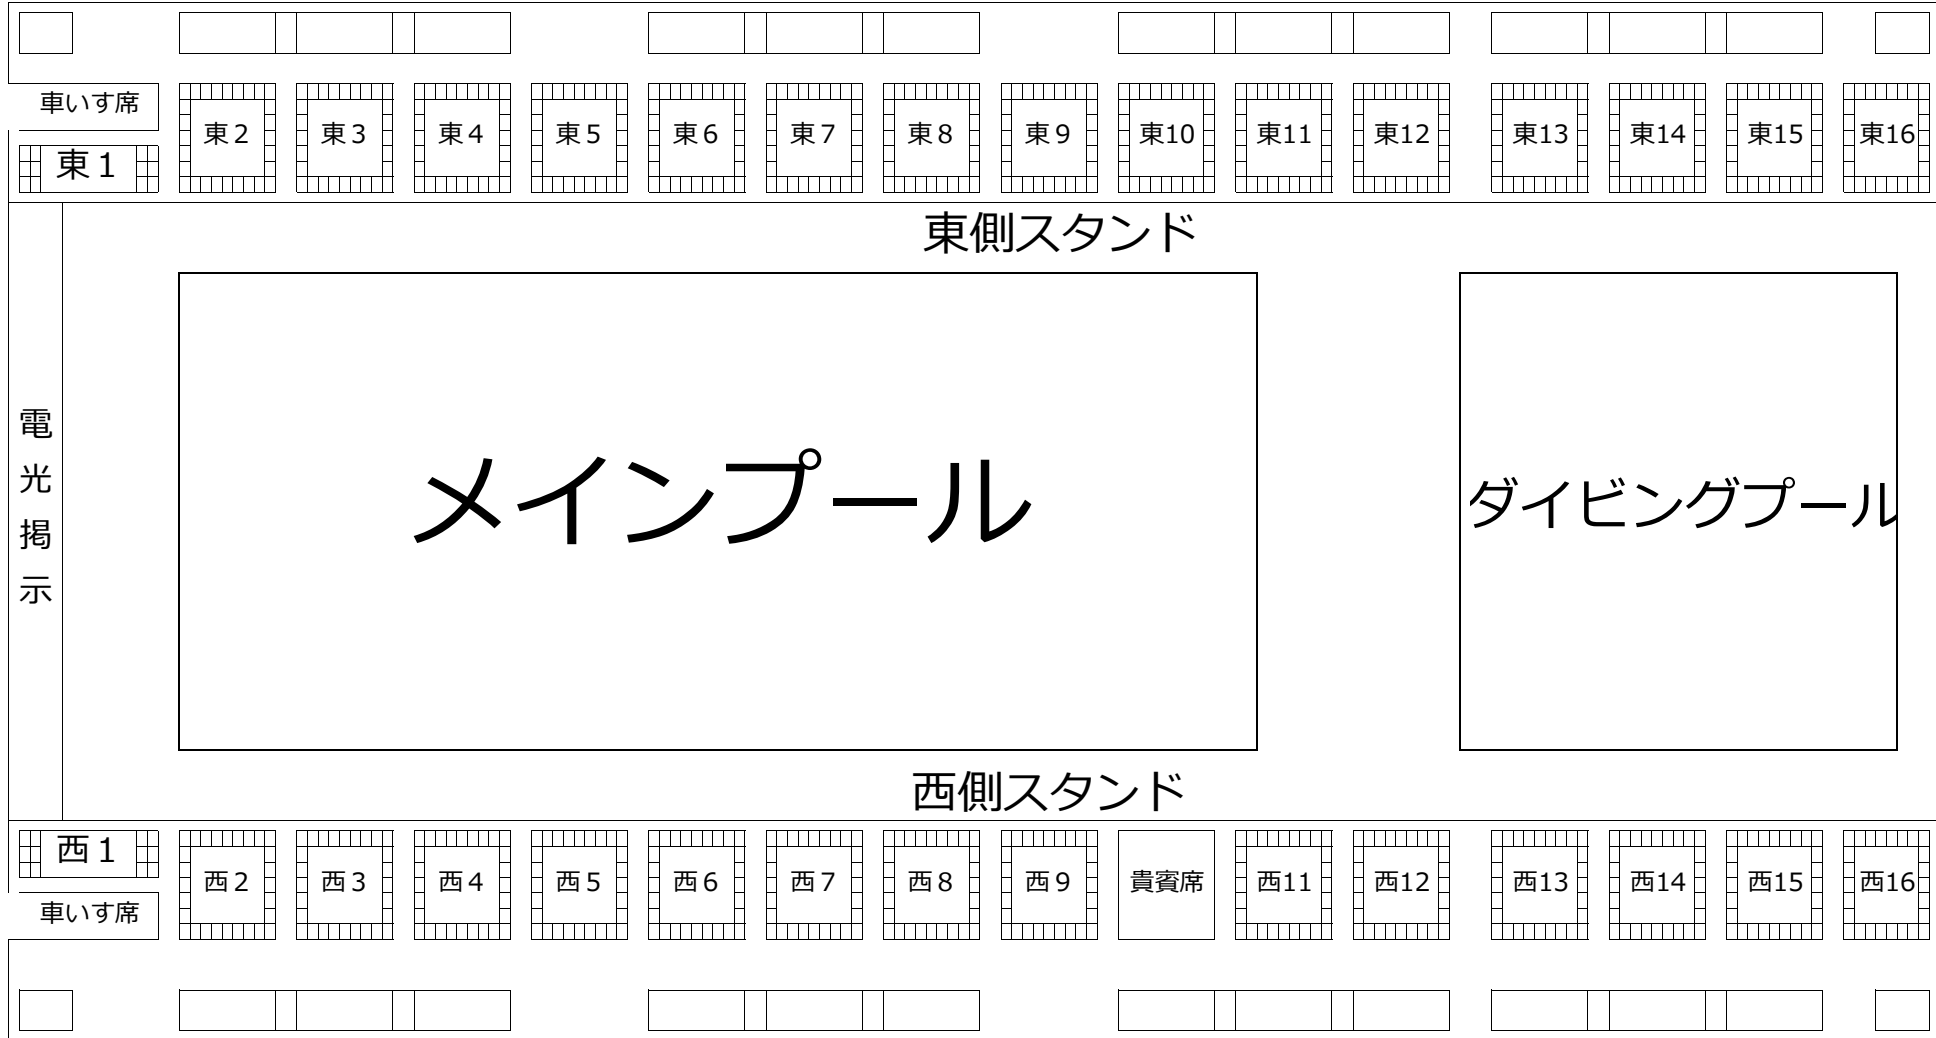 車いす席
東１
東２
東３
東４
東５
東６
東７
東８
東９
東10
東11
東12
東13
東14
東15
東16
東側スタンド
電光掲示
メインプール
ダイビングプール
西側スタンド
西１
車いす席
西２
西３
西４
西５
西６
西７
西８
西９
貴賓席
西11
西12
西13
西14
西15
西16